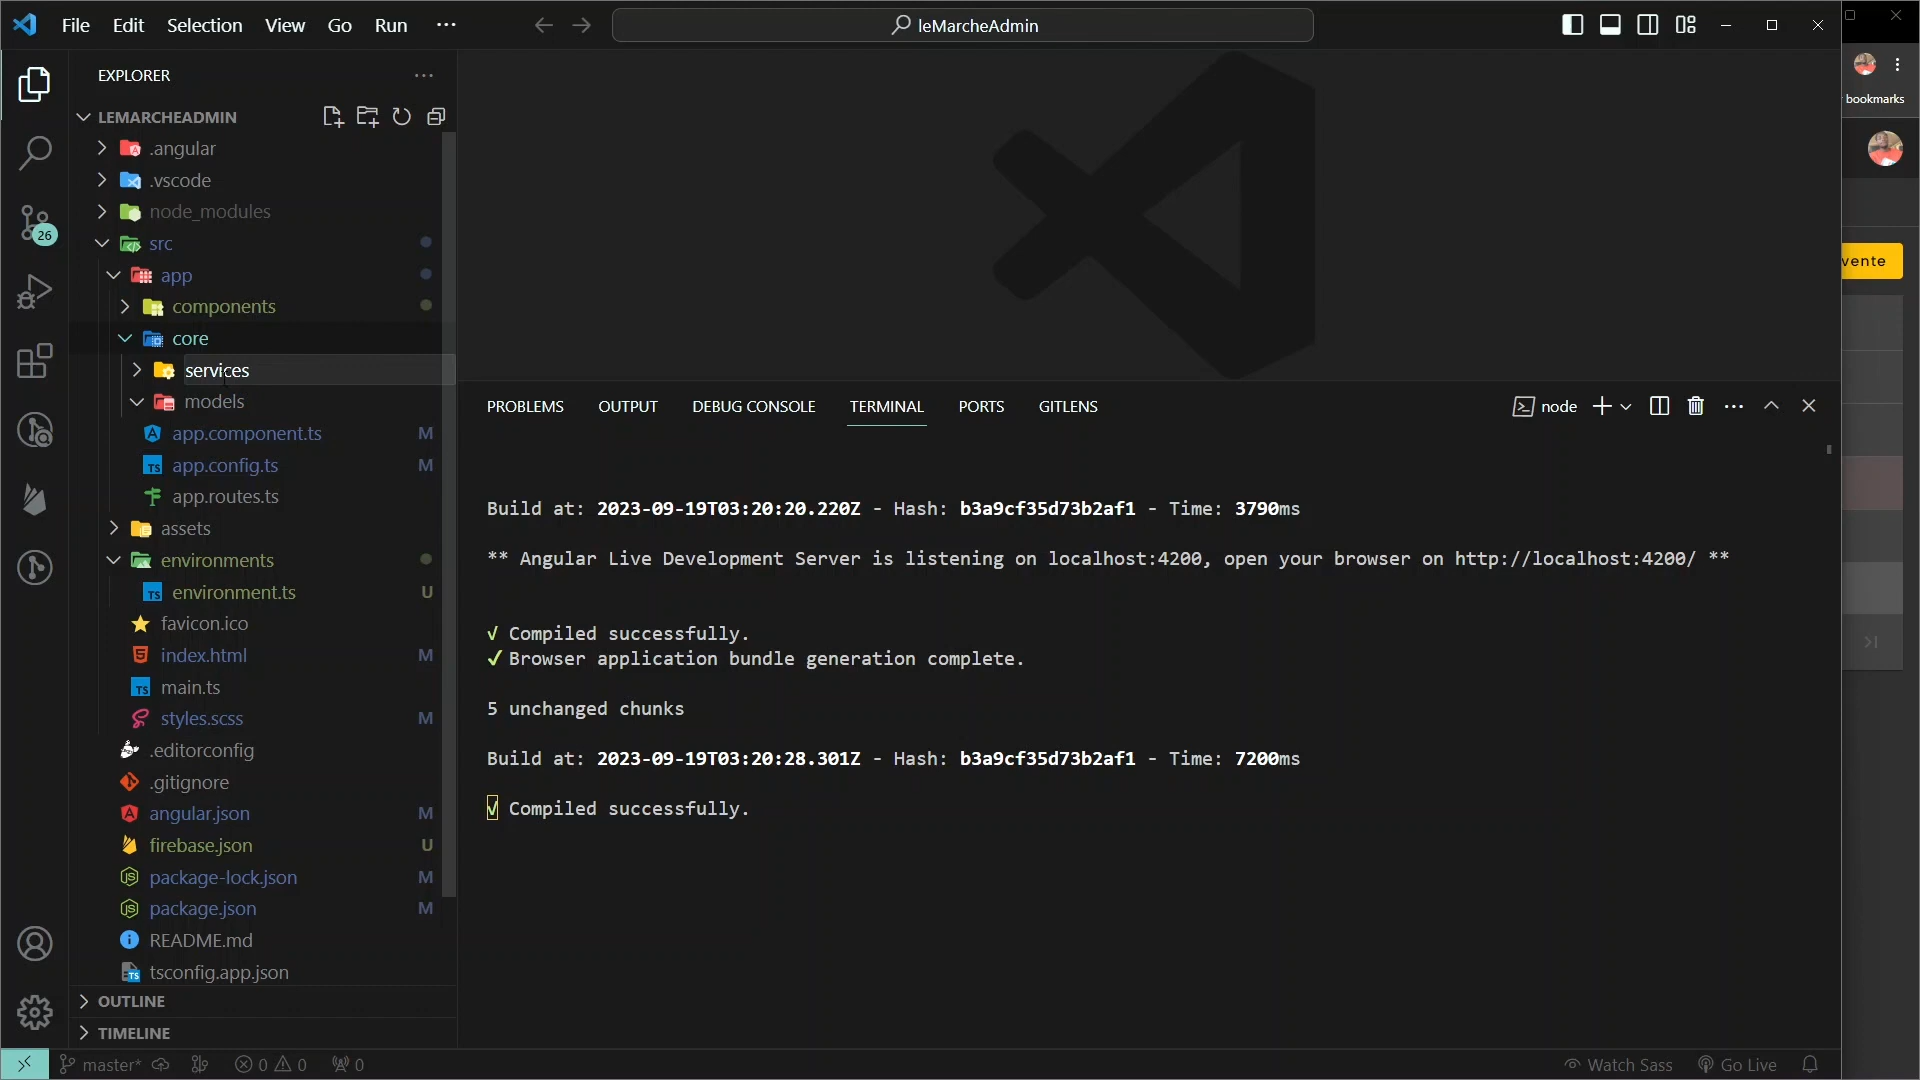 File Edit Selection View Go Run ···
leMarcheAdmin
EXPLORER
LEMARCHEADMIN
.angular
.vscode
node_modules
src
app
components
core
services
models
app.component.ts M
app.config.ts M
app.routes.ts
assets
environments
environment.ts U
favicon.ico
index.html M
main.ts
styles.scss M
.editorconfig
.gitignore
angular.json M
firebase.json U
package-lock.json M
package.json M
README.md
tsconfig.app.json
OUTLINE
TIMELINE
26
PROBLEMS OUTPUT DEBUG CONSOLE TERMINAL PORTS GITLENS
node
Build at: 2023-09-19T03:20:20.220Z - Hash: b3a9cf35d73b2af1 - Time: 3790ms
** Angular Live Development Server is listening on localhost:4200, open your browser on http://localhost:4200/ **
√ Compiled successfully.
✓ Browser application bundle generation complete.
5 unchanged chunks
Build at: 2023-09-19T03:20:28.301Z - Hash: b3a9cf35d73b2af1 - Time: 7200ms
√ Compiled successfully.
master* 0 0 0
Watch Sass Go Live
bookmarks
vente